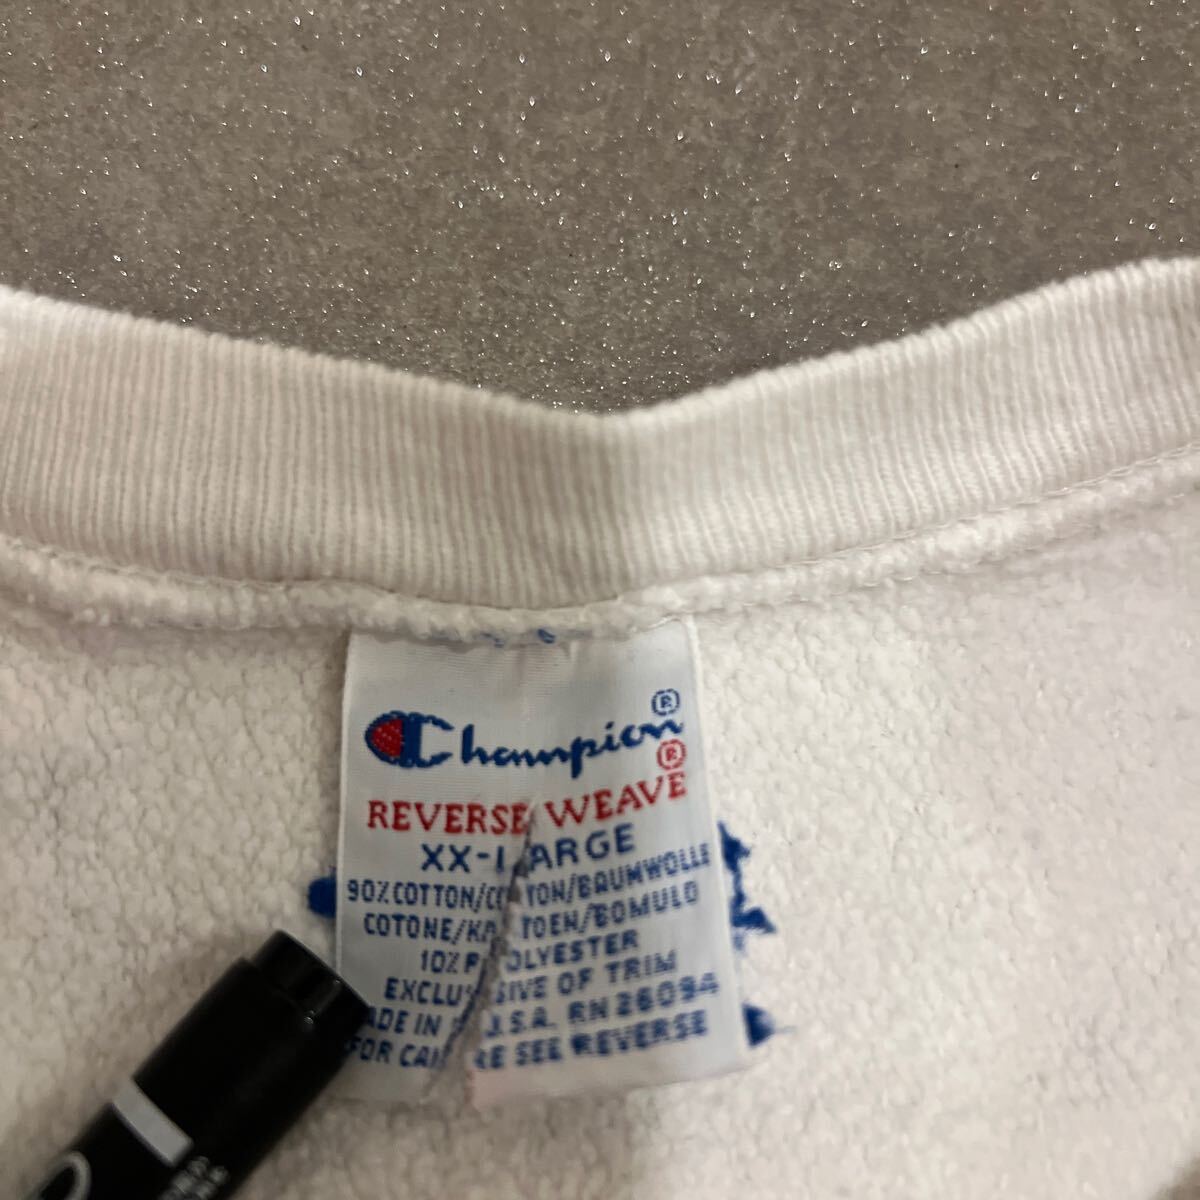 Champion®
REVERSE WEAVE®
XX-LARGE
90% COTTON/COTTON/BAUMWOLLE
COTONE/KATOEN/BOMULD
10% POLYESTER
EXCLUSIVE OF TRIM
MADE IN U.S.A. RN 26094
FOR CARE SEE REVERSE